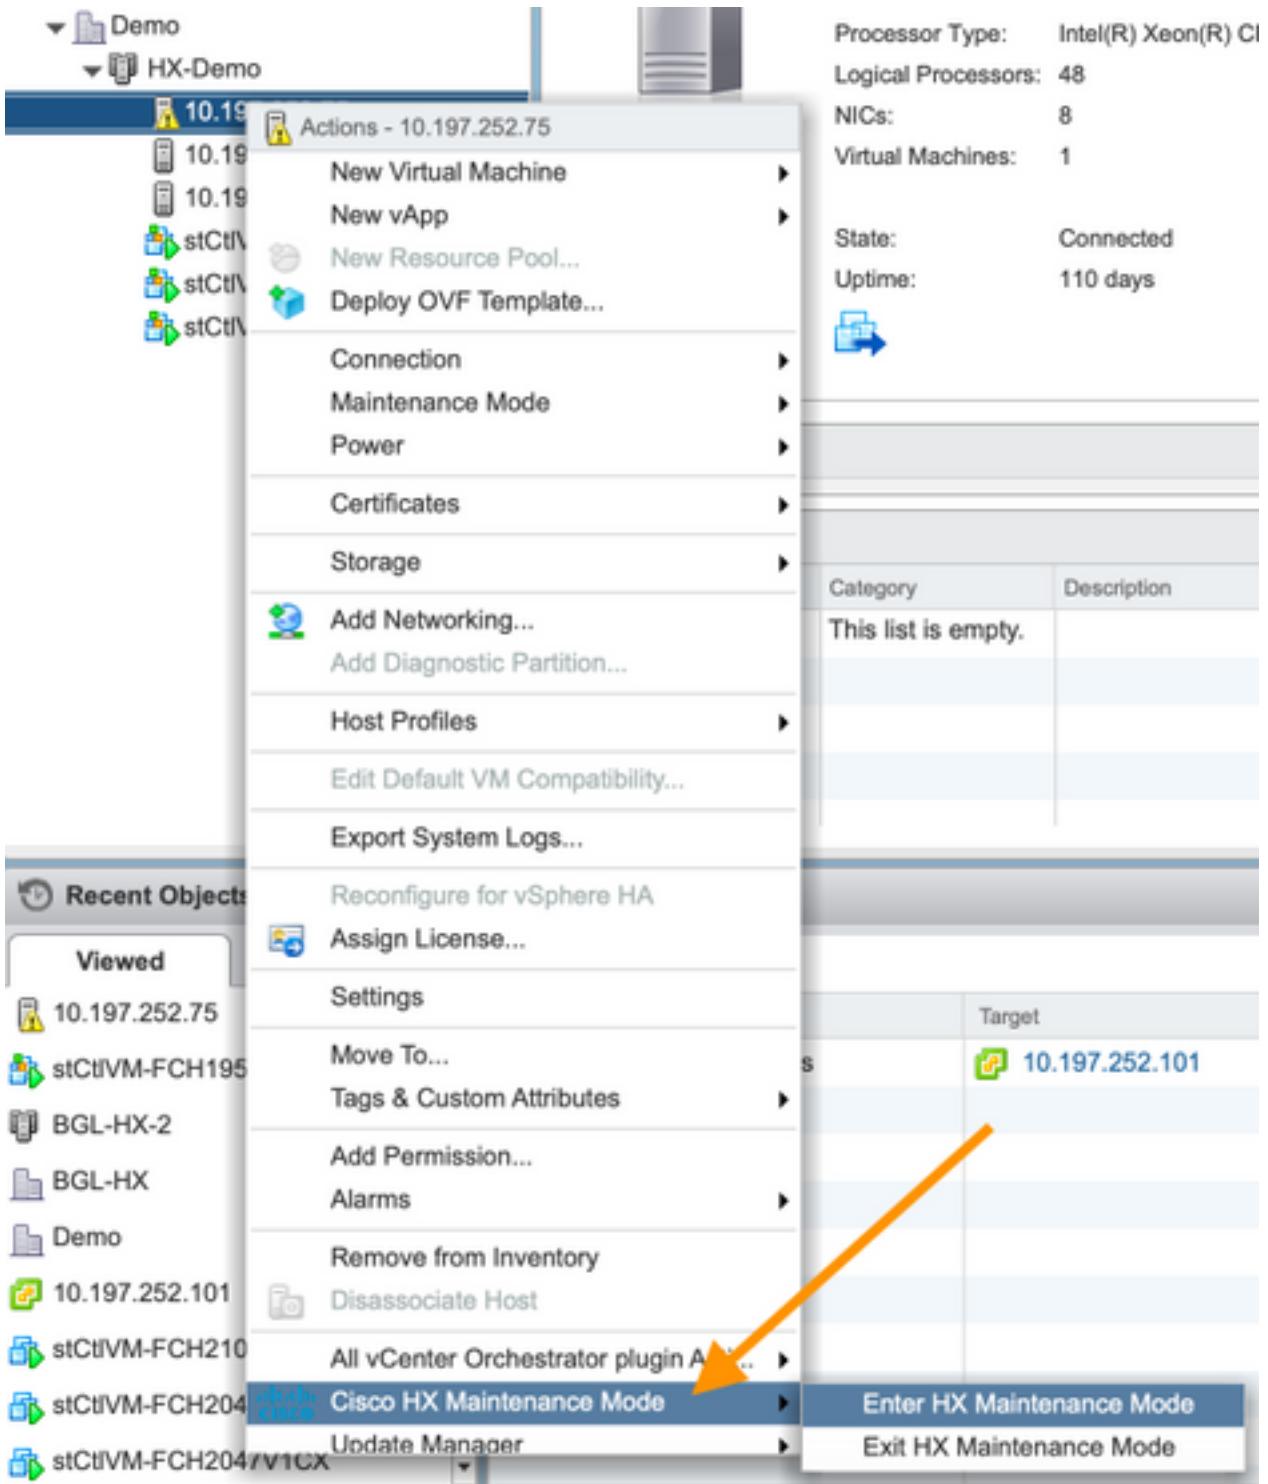 Demo
HX-Demo
10.19
10.19
10.19
stCtlV
stCtlV
stCtlV
Processor Type: Intel(R) Xeon(R)
Logical Processors: 48
NICs: 8
Virtual Machines: 1
State: Connected
Uptime: 110 days
Actions - 10.197.252.75
New Virtual Machine
New vApp
New Resource Pool...
Deploy OVF Template...
Connection
Maintenance Mode
Power
Certificates
Storage
Add Networking...
Add Diagnostic Partition...
Host Profiles
Edit Default VM Compatibility...
Export System Logs...
Reconfigure for vSphere HA
Assign License...
Settings
Move To...
Tags & Custom Attributes
Add Permission...
Alarms
Remove from Inventory
Disassociate Host
All vCenter Orchestrator plugin
cisco
Cisco HX Maintenance Mode
Update Manager
Enter HX Maintenance Mode
Exit HX Maintenance Mode
Category Description
This list is empty.
Target
s 10.197.252.101
Recent Objects
Viewed
10.197.252.75
stCtlVM-FCH195
BGL-HX-2
BGL-HX
Demo
10.197.252.101
stCtlVM-FCH210
stCtlVM-FCH204
stCtlVM-FCH2047V1CX